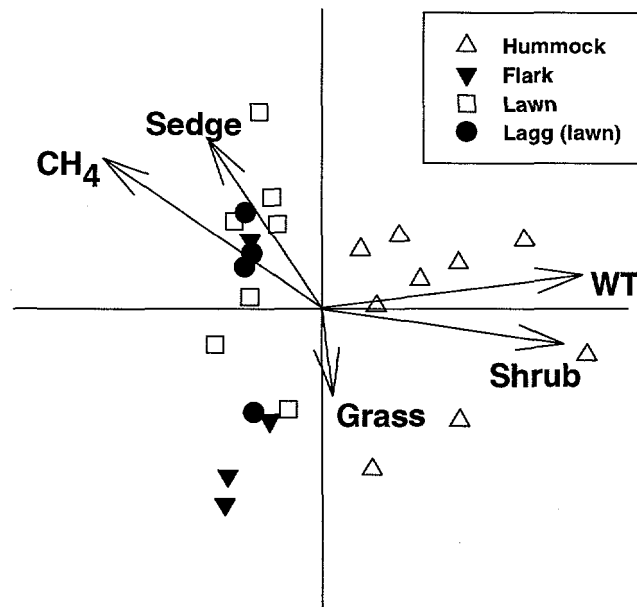 Hummock
Flark
Lawn
Lagg (lawn)
Sedge
CH4
WT
Shrub
Grass